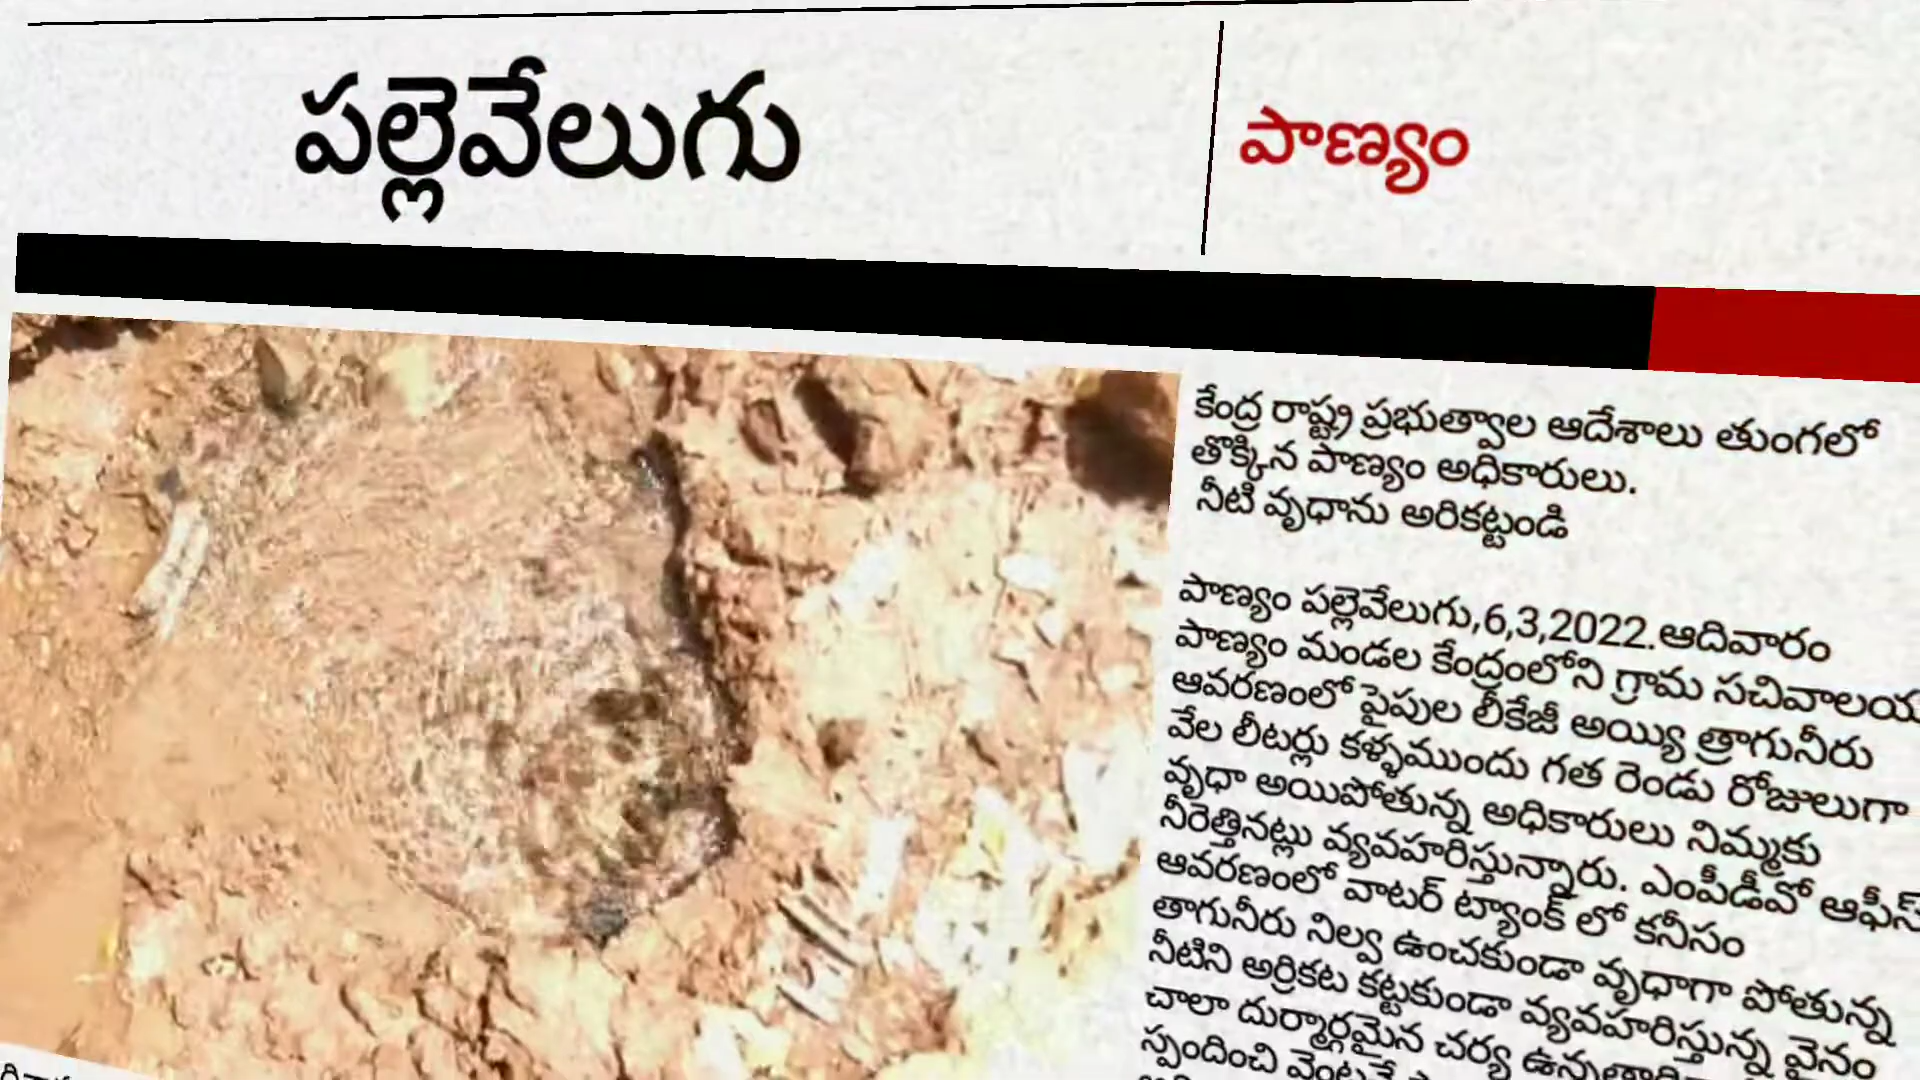 పల్లెవేలుగు
పాణ్యం
కేంద్ర రాష్ట్ర ప్రభుత్వాల ఆదేశాలు తుంగలో
తొక్కిన పాణ్యం అధికారులు.
నీటి వృధాను అరికట్టండి
పాణ్యం పల్లెవేలుగు,6,3,2022.ఆదివారం
పాణ్యం మండల కేంద్రంలోని గ్రామ సచివాలయ
ఆవరణంలో పైపుల లీకేజీ అయ్యి త్రాగునీరు
వేల లీటర్లు కళ్ళముందు గత రెండు రోజులుగా
వృధా అయిపోతున్న అధికారులు నిమ్మకు
నీరెత్తినట్లు వ్యవహరిస్తున్నారు. ఎంపీడీవో ఆఫీస్
ఆవరణంలో వాటర్ ట్యాంక్ లో కనీసం
తాగునీరు నిల్వ ఉంచకుండా వృధాగా పోతున్న
నీటిని అర్రికట కట్టకుండా వ్యవహరిస్తున్న వైనం
చాలా దుర్మార్గమైన చర్య
స్పందించి